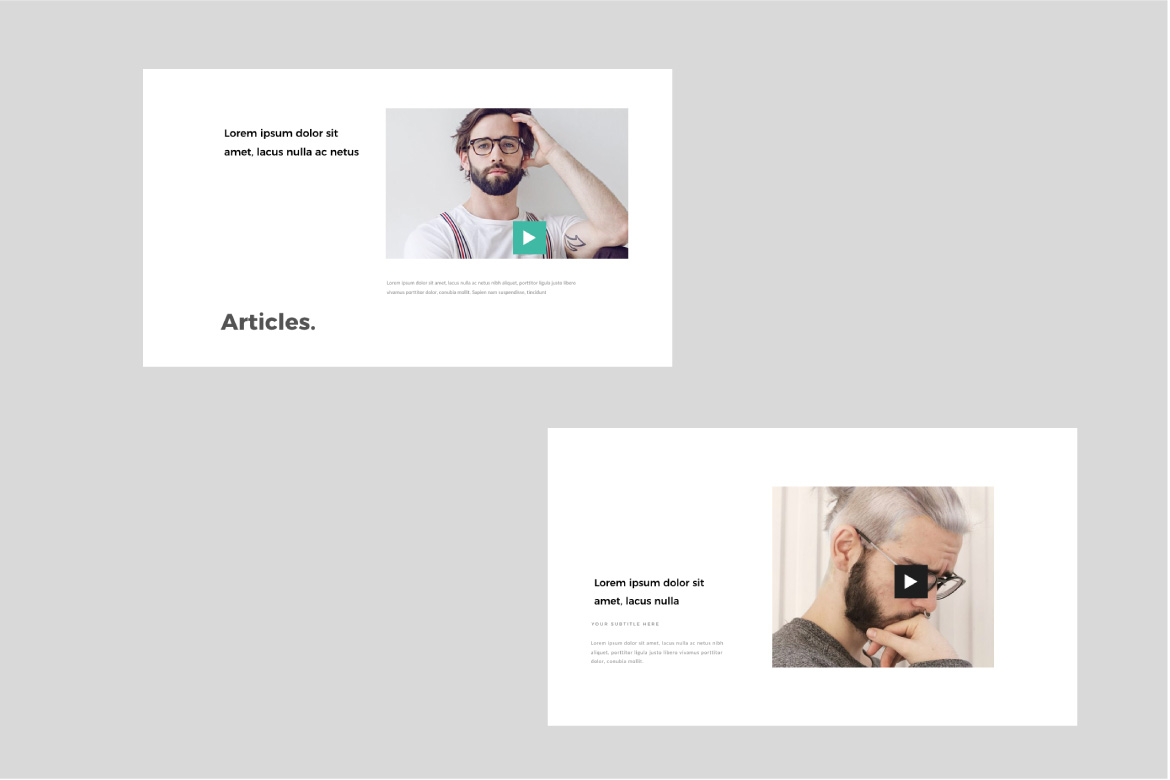 Lorem ipsum dolor sit
amet, lacus nulla ac netus
Lorem ipsum dolor sit amet, lacus nulla ac netus nibh aliquet, porttitor ligula justo libero
vivamus porttitor dolor, conubia mollit. Sapien nam suspendisse, tincidunt
Articles.
Lorem ipsum dolor sit
amet, lacus nulla
YOUR SUBTITLE HERE
Lorem ipsum dolor sit amet, lacus nulla ac netus nibh
aliquet, porttitor ligula justo libero vivamus porttitor
dolor, conubia mollit.